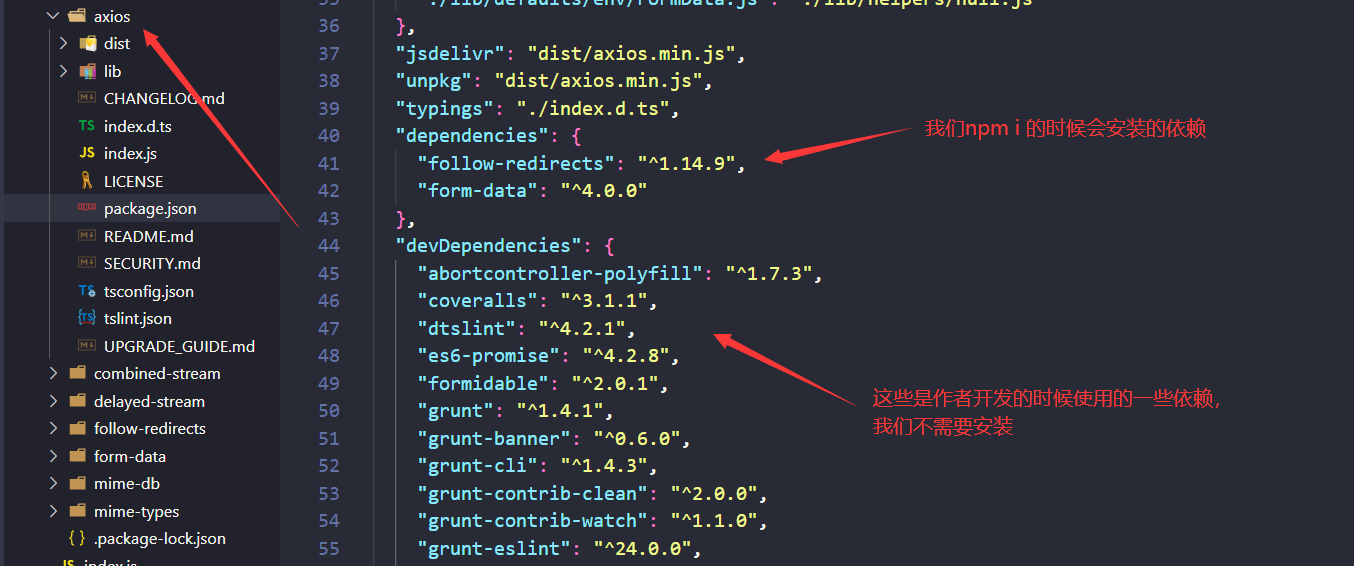 axios
dist
lib
CHANGELOG.md
TS index.d.ts
JS index.js
LICENSE
package.json
README.md
SECURITY.md
TS tsconfig.json
TS tslint.json
UPGRADE_GUIDE.md
combined-stream
delayed-stream
follow-redirects
form-data
mime-db
mime-types
{} .package-lock.json
JS index.js
35 "./lib/defaults/env/FormData.js": "./lib/helpers/null.js"
36 },
37 "jsdelivr": "dist/axios.min.js",
38 "unpkg": "dist/axios.min.js",
39 "typings": "./index.d.ts",
40 "dependencies": {
41 "follow-redirects": "^1.14.9",
42 "form-data": "^4.0.0"
43 },
44 "devDependencies": {
45 "abortcontroller-polyfill": "^1.7.3",
46 "coveralls": "^3.1.1",
47 "dtslint": "^4.2.1",
48 "es6-promise": "^4.2.8",
49 "formidable": "^2.0.1",
50 "grunt": "^1.4.1",
51 "grunt-banner": "^0.6.0",
52 "grunt-cli": "^1.4.3",
53 "grunt-contrib-clean": "^2.0.0",
54 "grunt-contrib-watch": "^1.1.0",
55 "grunt-eslint": "^24.0.0",
我们npm i 的时候会安装的依赖
这些是作者开发的时候使用的一些依赖，
我们不需要安装